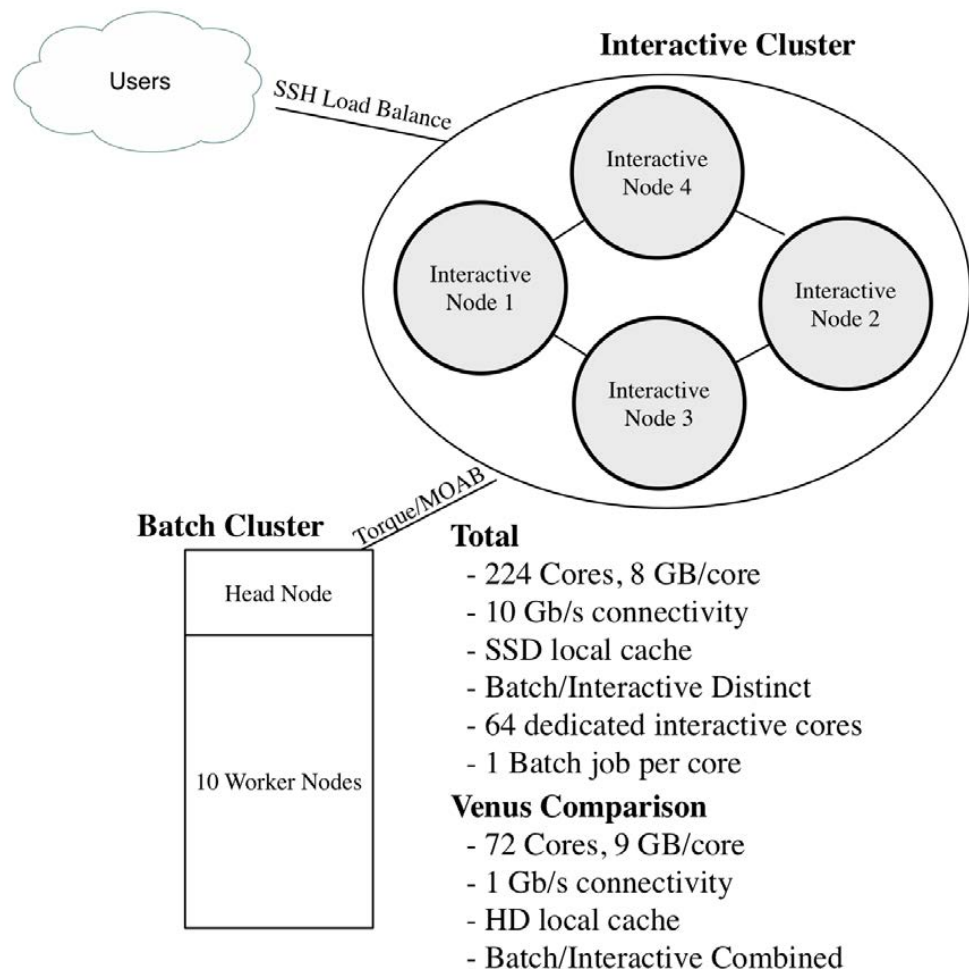 Interactive Cluster
Users
SSH Load Balance
Interactive
Node 4
Interactive
Node 1
Interactive
Node 2
Interactive
Node 3
Torque/MOAB
Batch Cluster
Head Node
10 Worker Nodes
Total
- 224 Cores, 8 GB/core
- 10 Gb/s connectivity
- SSD local cache
- Batch/Interactive Distinct
- 64 dedicated interactive cores
- 1 Batch job per core
Venus Comparison
- 72 Cores, 9 GB/core
- 1 Gb/s connectivity
- HD local cache
- Batch/Interactive Combined